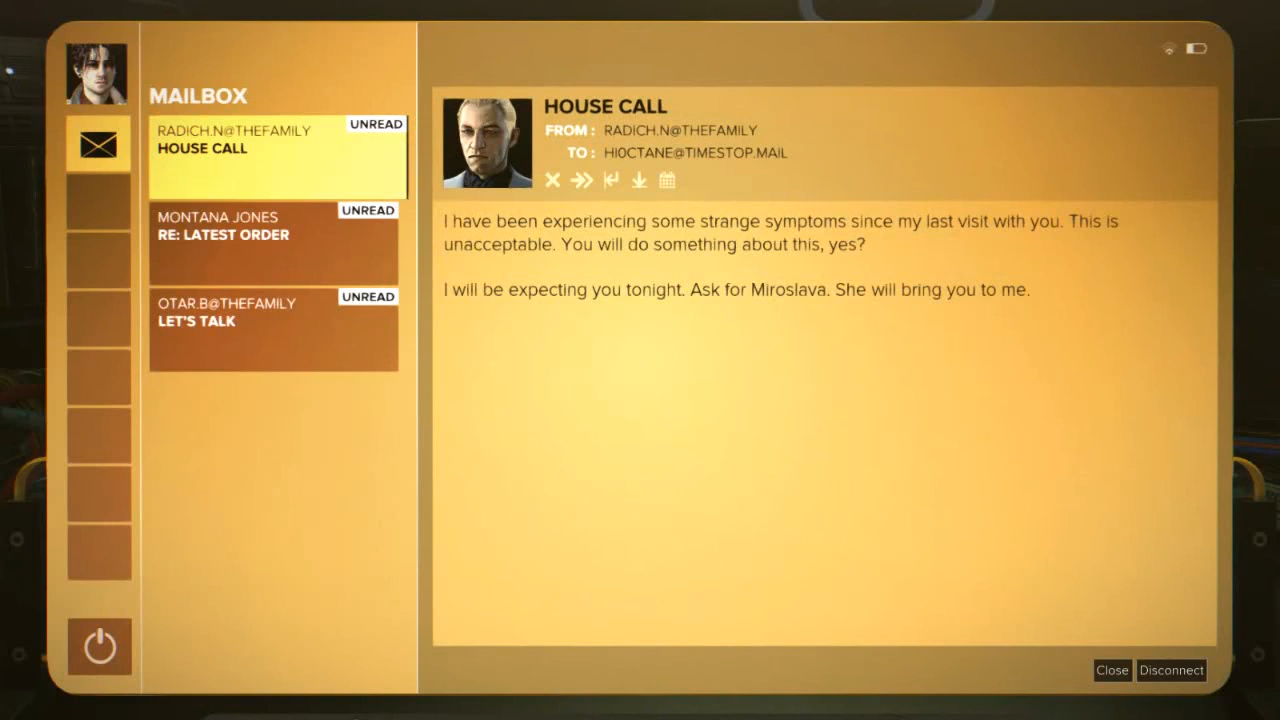 MAILBOX
RADICH.N@THEFAMILY
UNREAD
HOUSE CALL
MONTANA JONES
UNREAD
RE: LATEST ORDER
OTAR.B@THEFAMILY
UNREAD
LET'S TALK
HOUSE CALL
FROM: RADICH.N@THEFAMILY
TO: HI0CTANE@TIMESTOP.MAIL
I have been experiencing some strange symptoms since my last visit with you. This is
unacceptable. You will do something about this, yes?
I will be expecting you tonight. Ask for Miroslava. She will bring you to me.
Close
Disconnect